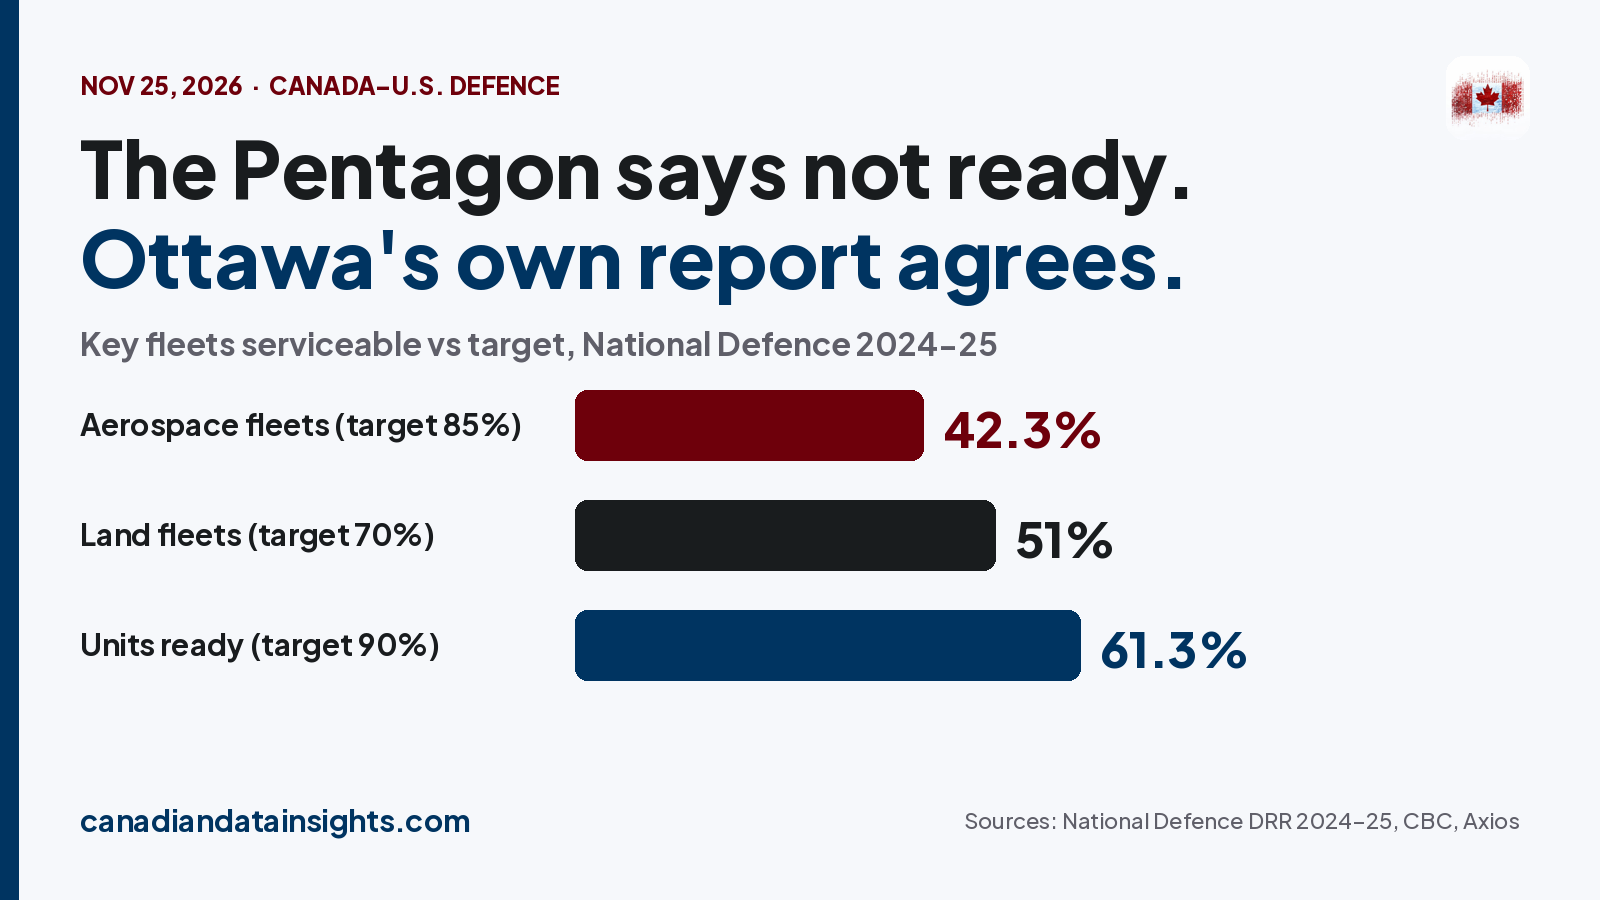 NOV 25, 2026 · CANADA–U.S. DEFENCE
The Pentagon says not ready.
Ottawa's own report agrees.
Key fleets serviceable vs target, National Defence 2024–25
Aerospace fleets (target 85%) 42.3%
Land fleets (target 70%) 51%
Units ready (target 90%) 61.3%
canadiandatainsights.com
Sources: National Defence DRR 2024–25, CBC, Axios